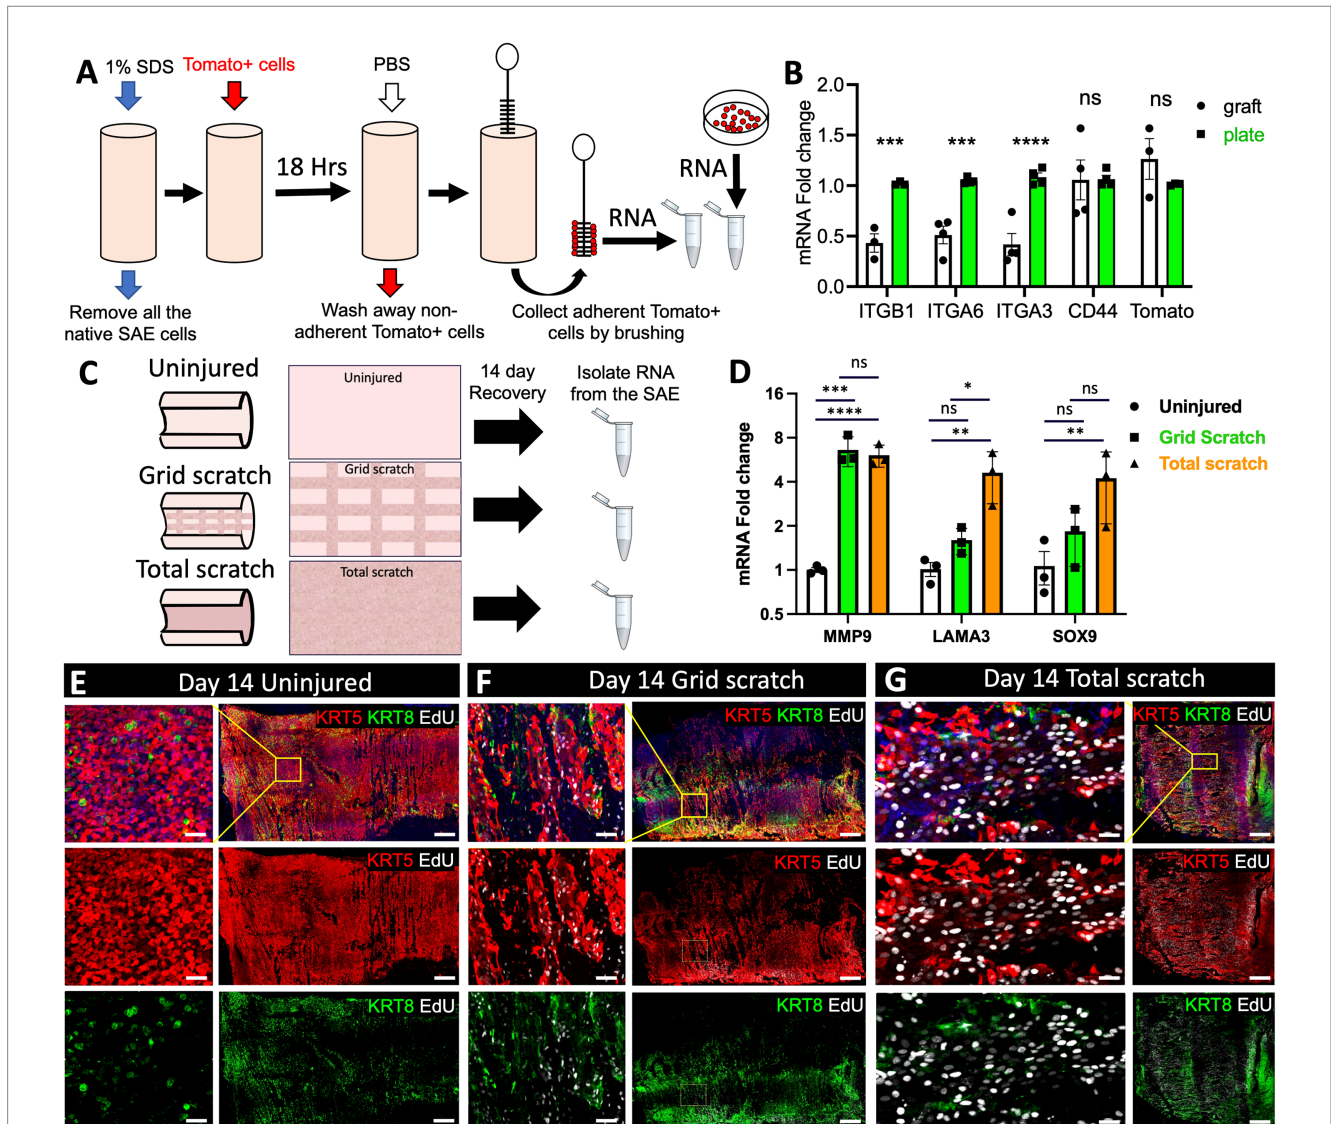 A
1% SDS
Tomato+ cells
PBS
18 Hrs
RNA
RNA
Remove all the
native SAE cells
Wash away non-
adherent Tomato+ cells
Collect adherent Tomato+
cells by brushing
B
mRNA Fold change
2.0
1.5
1.0
0.5
0.0
***
***
****
ns
ns
graft
plate
ITGB1
ITGA6
ITGA3
CD44
Tomato
C
Uninjured
Grid scratch
Total scratch
Uninjured
Grid scratch
Total scratch
14 day
Recovery
Isolate RNA
from the SAE
D
mRNA Fold change
16
8
4
2
1
0.5
ns
***
****
*
ns
**
ns
ns
**
Uninjured
Grid Scratch
Total scratch
MMP9
LAMA3
SOX9
E
Day 14 Uninjured
KRT5 KRT8 EdU
KRT5 EdU
KRT8 EdU
F
Day 14 Grid scratch
KRT5 KRT8 EdU
KRT5 EdU
KRT8 EdU
G
Day 14 Total scratch
KRT5 KRT8 EdU
KRT5 EdU
KRT8 EdU